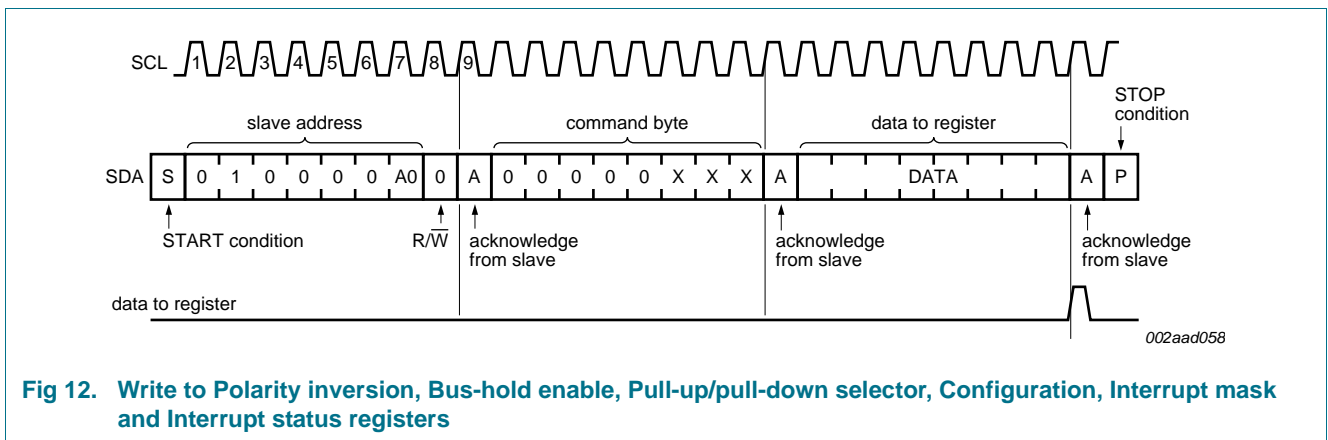 SCL 1 2 3 4 5 6 7 8 9
STOP
condition
slave address command byte data to register
SDA S 0 1 0 0 0 0 A0 0 A 0 0 0 0 0 X X X A DATA A P
START condition R/W̅ acknowledge
from slave acknowledge
from slave acknowledge
from slave
data to register
002aad058
Fig 12. Write to Polarity inversion, Bus-hold enable, Pull-up/pull-down selector, Configuration, Interrupt mask
and Interrupt status registers